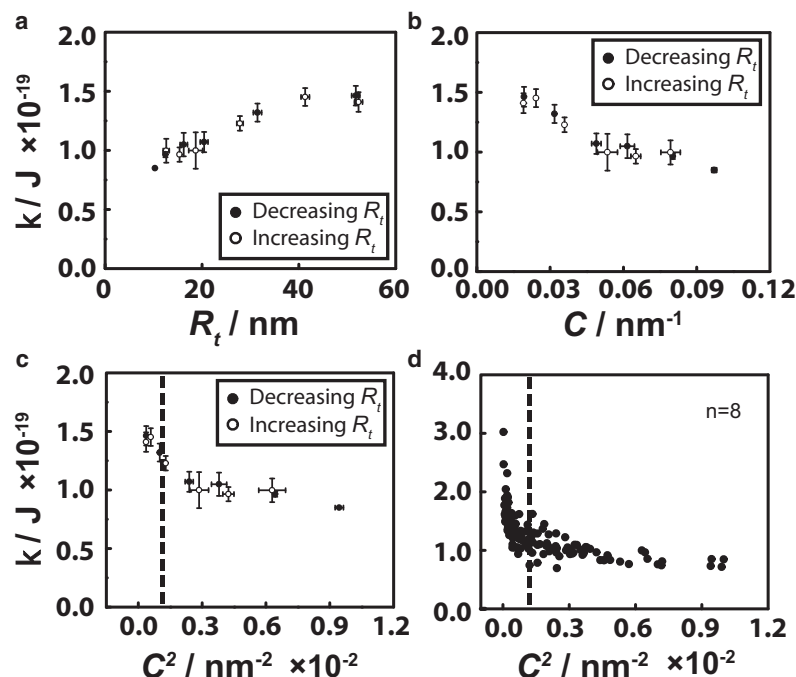 a
2.0
1.5
1.0
0.5
0.0
k / J ×10⁻¹⁹
0
20
40
60
Rₜ / nm
Decreasing Rₜ
Increasing Rₜ
b
2.0
1.5
1.0
0.5
0.0
0.00
0.03
0.06
0.09
0.12
C / nm⁻¹
Decreasing Rₜ
Increasing Rₜ
c
2.0
1.5
1.0
0.5
0.0
k / J ×10⁻¹⁹
0.0
0.3
0.6
0.9
1.2
C² / nm⁻² ×10⁻²
Decreasing Rₜ
Increasing Rₜ
d
4.0
3.0
2.0
1.0
0.0
n=8
0.0
0.3
0.6
0.9
1.2
C² / nm⁻² ×10⁻²